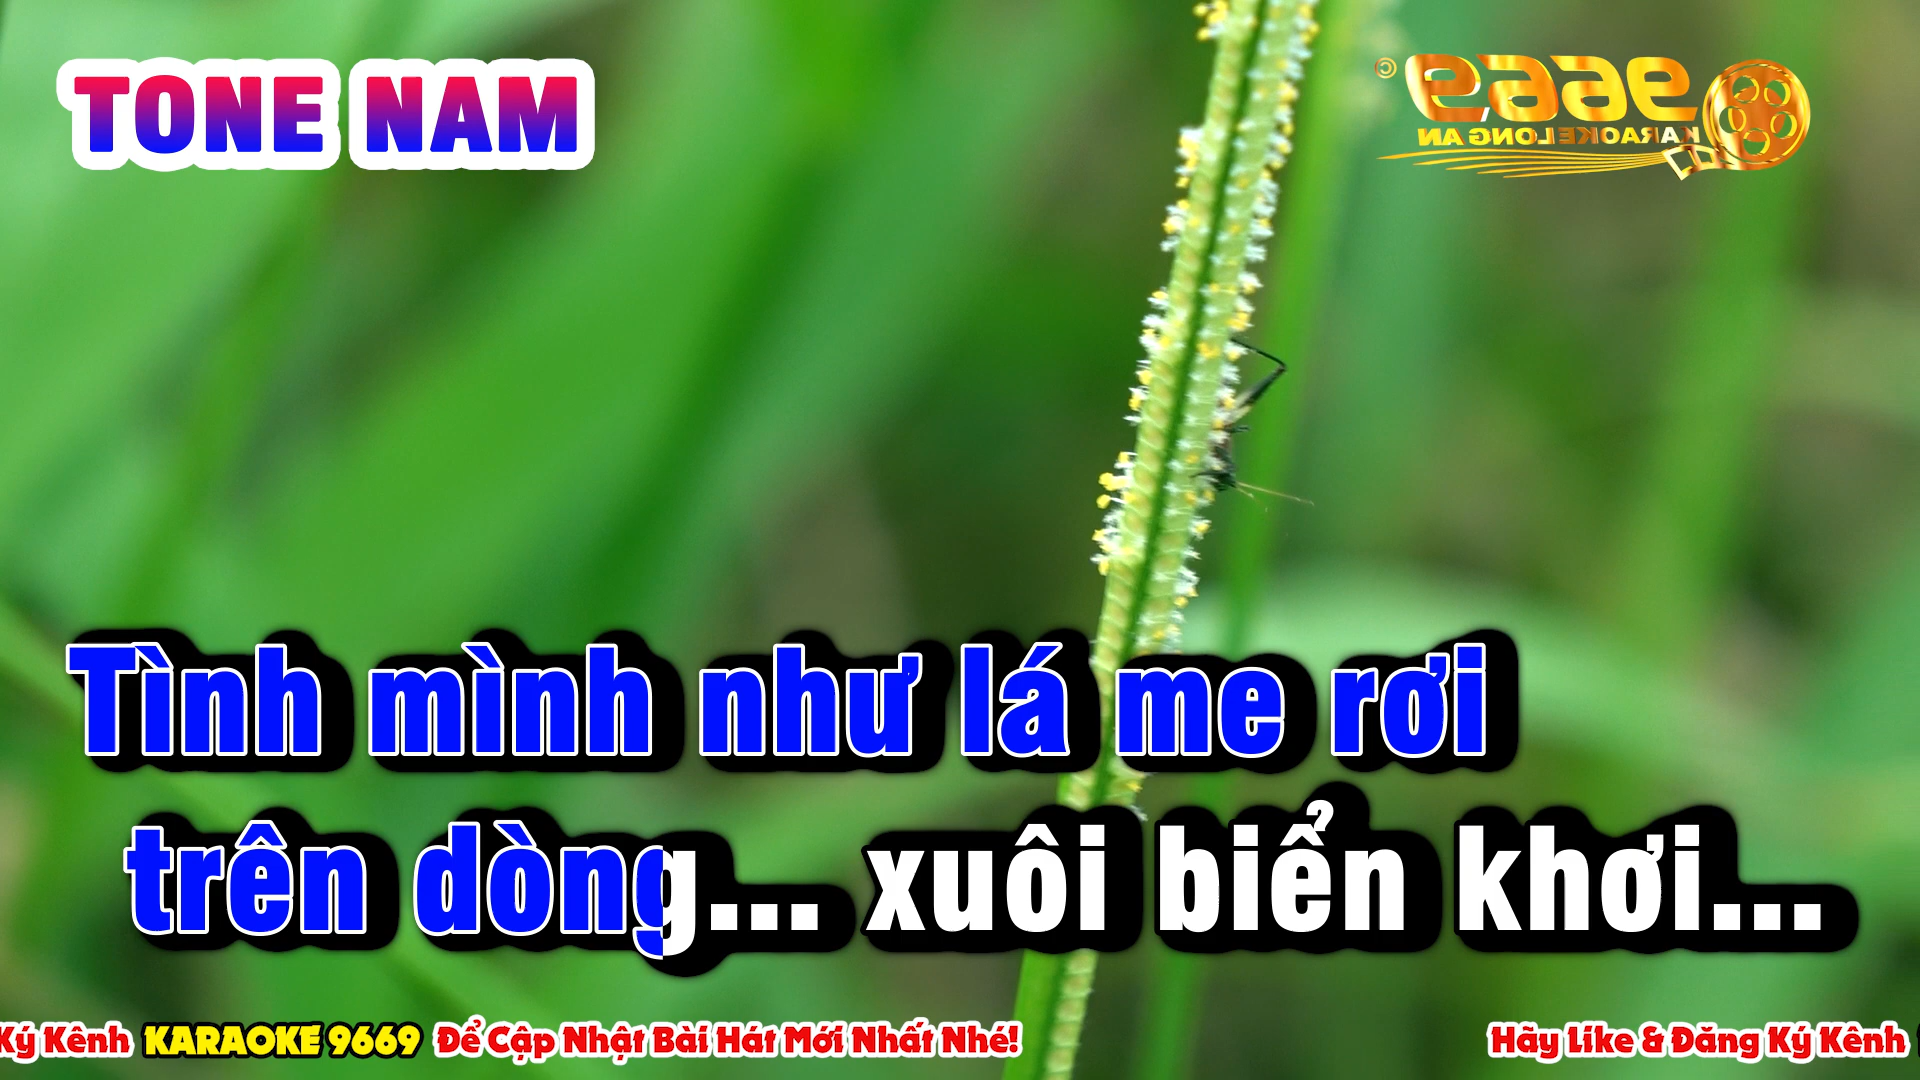 TONE NAM
© 9669
KARAOKE LONG AN
Tình mình như lá me rơi
trên dòng... xuôi biển khơi...
Ký Kênh KARAOKE 9669 Để Cập Nhật Bài Hát Mới Nhất Nhé! Hãy Like & Đăng Ký Kênh